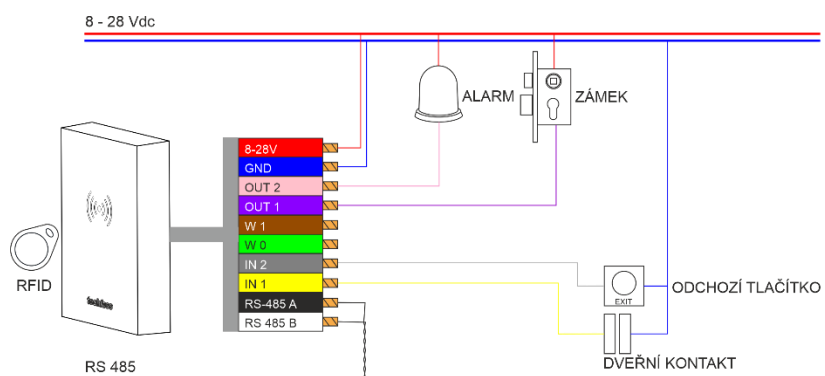 8 - 28 Vdc
ALARM
ZÁMEK
8-28V
GND
OUT 2
OUT 1
W 1
W 0
IN 2
IN 1
RS-485 A
RS 485 B
RFID
EXIT
ODCHOZÍ TLAČÍTKO
DVEŘNÍ KONTAKT
RS 485